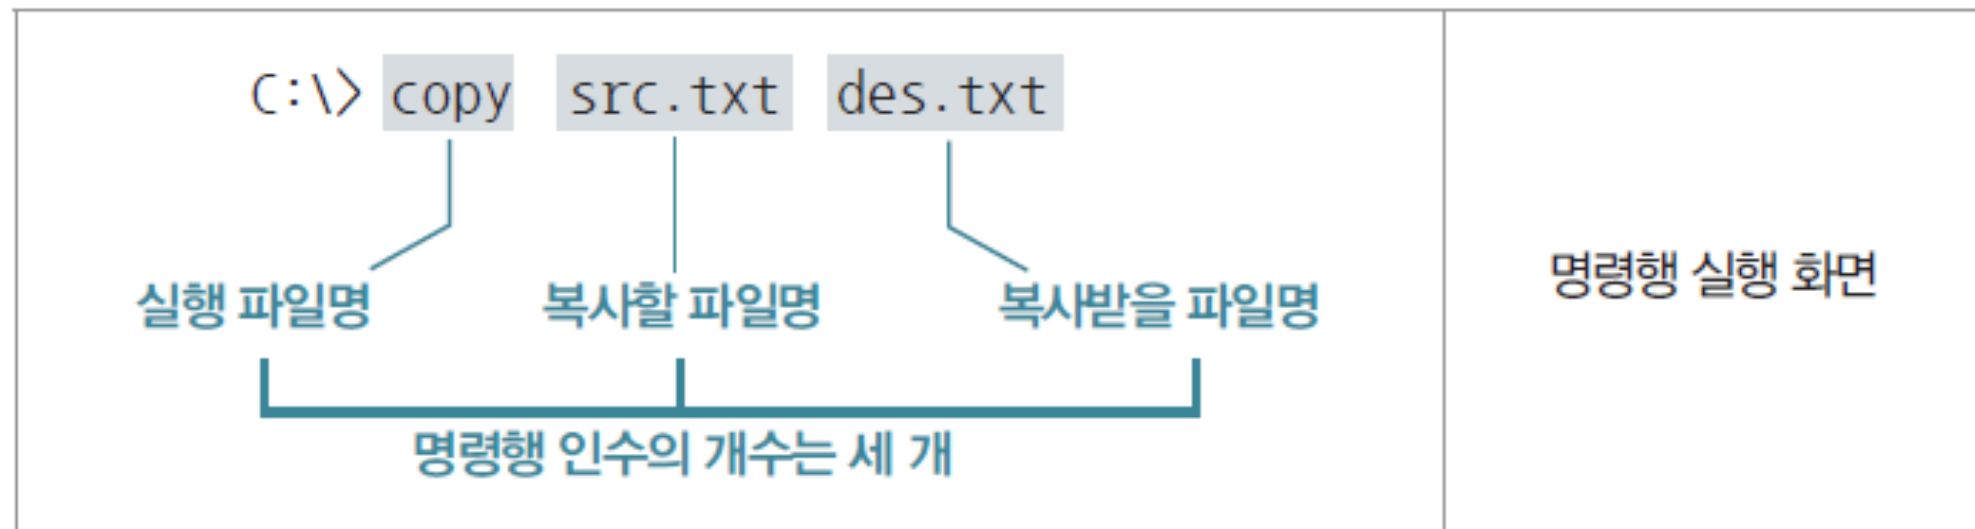 C:\> copy src.txt des.txt
실행 파일명 복사할 파일명 복사받을 파일명
명령행 인수의 개수는 세 개
명령행 실행 화면